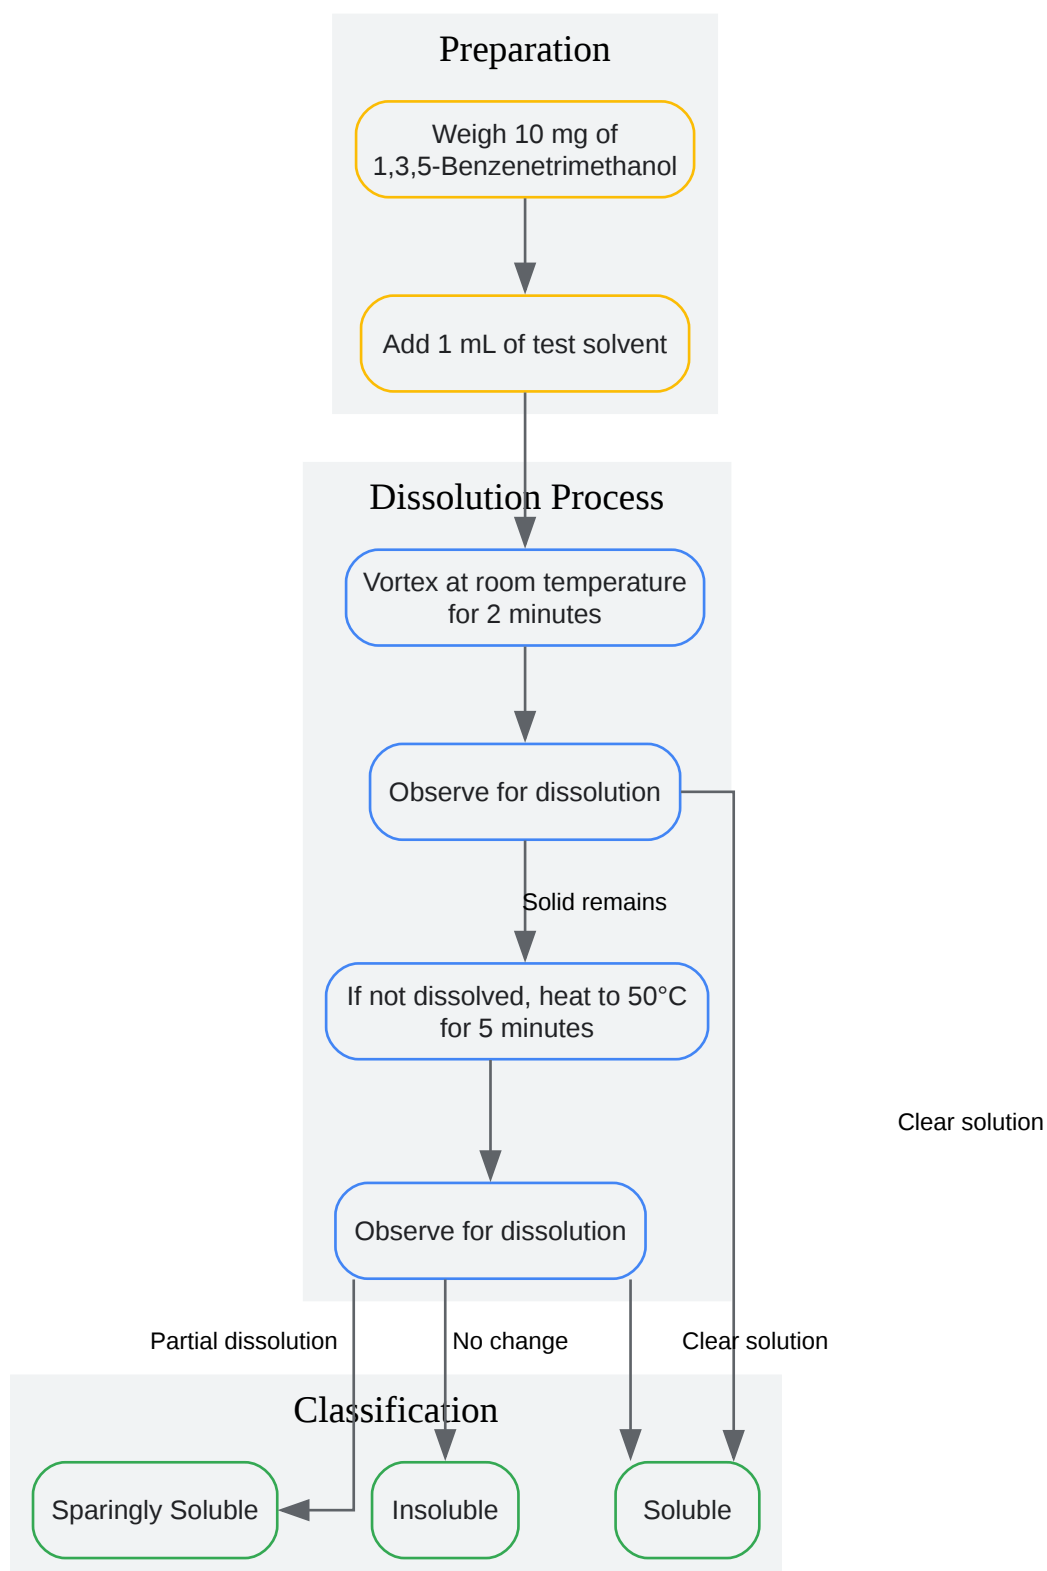 Preparation
Weigh 10 mg of
1,3,5-Benzenetrimethanol
Add 1 mL of test solvent
Dissolution Process
Vortex at room temperature
for 2 minutes
Observe for dissolution
Solid remains
If not dissolved, heat to 50°C
for 5 minutes
Clear solution
Observe for dissolution
Partial dissolution
No change
Clear solution
Classification
Sparingly Soluble
Insoluble
Soluble